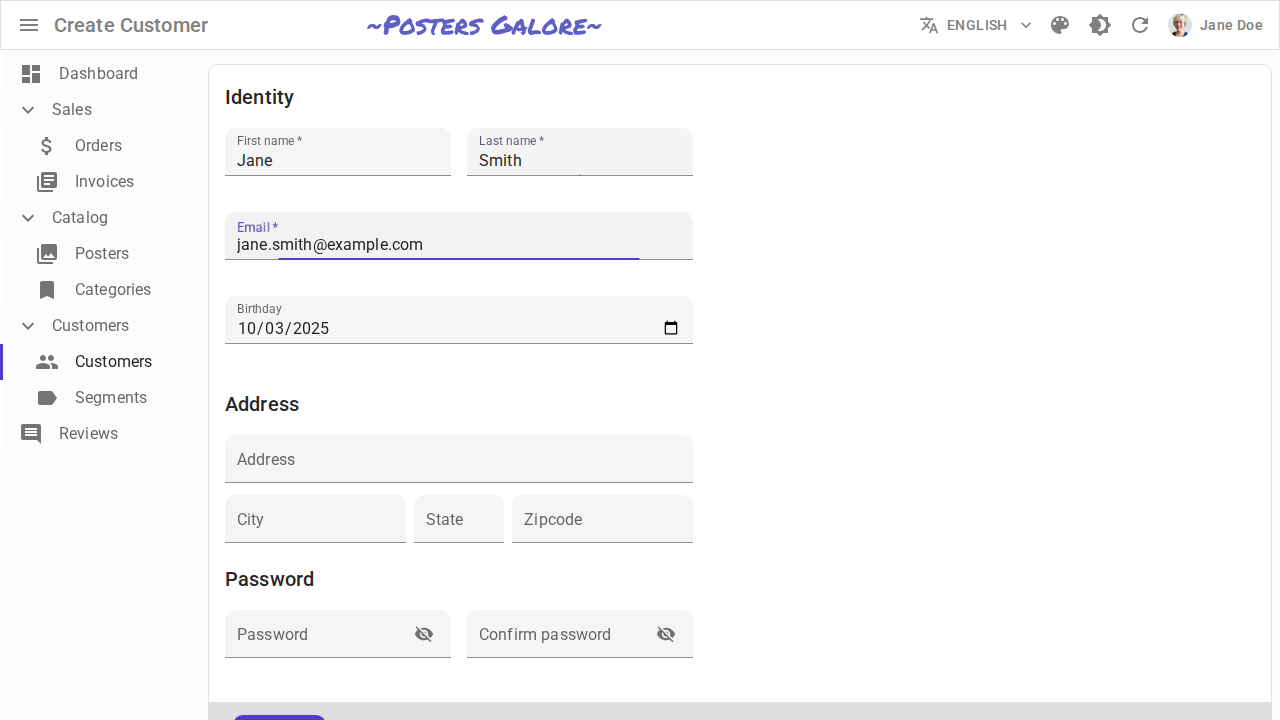 Create Customer
~Posters Galore~
ENGLISH
Jane Doe
Dashboard
Sales
Orders
Invoices
Catalog
Posters
Categories
Customers
Customers
Segments
Reviews
Identity
First name *
Jane
Last name *
Smith
Email *
jane.smith@example.com
Birthday
10/03/2025
Address
Address
City
State
Zipcode
Password
Password
Confirm password